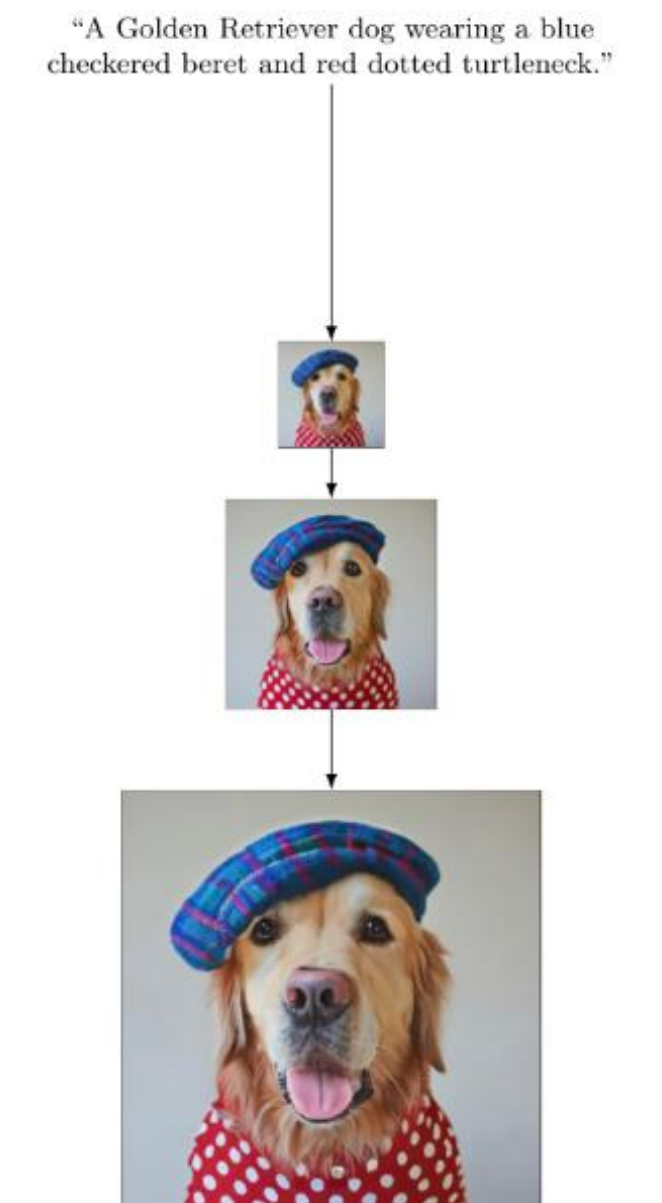 “A Golden Retriever dog wearing a blue
checkered beret and red dotted turtleneck.”